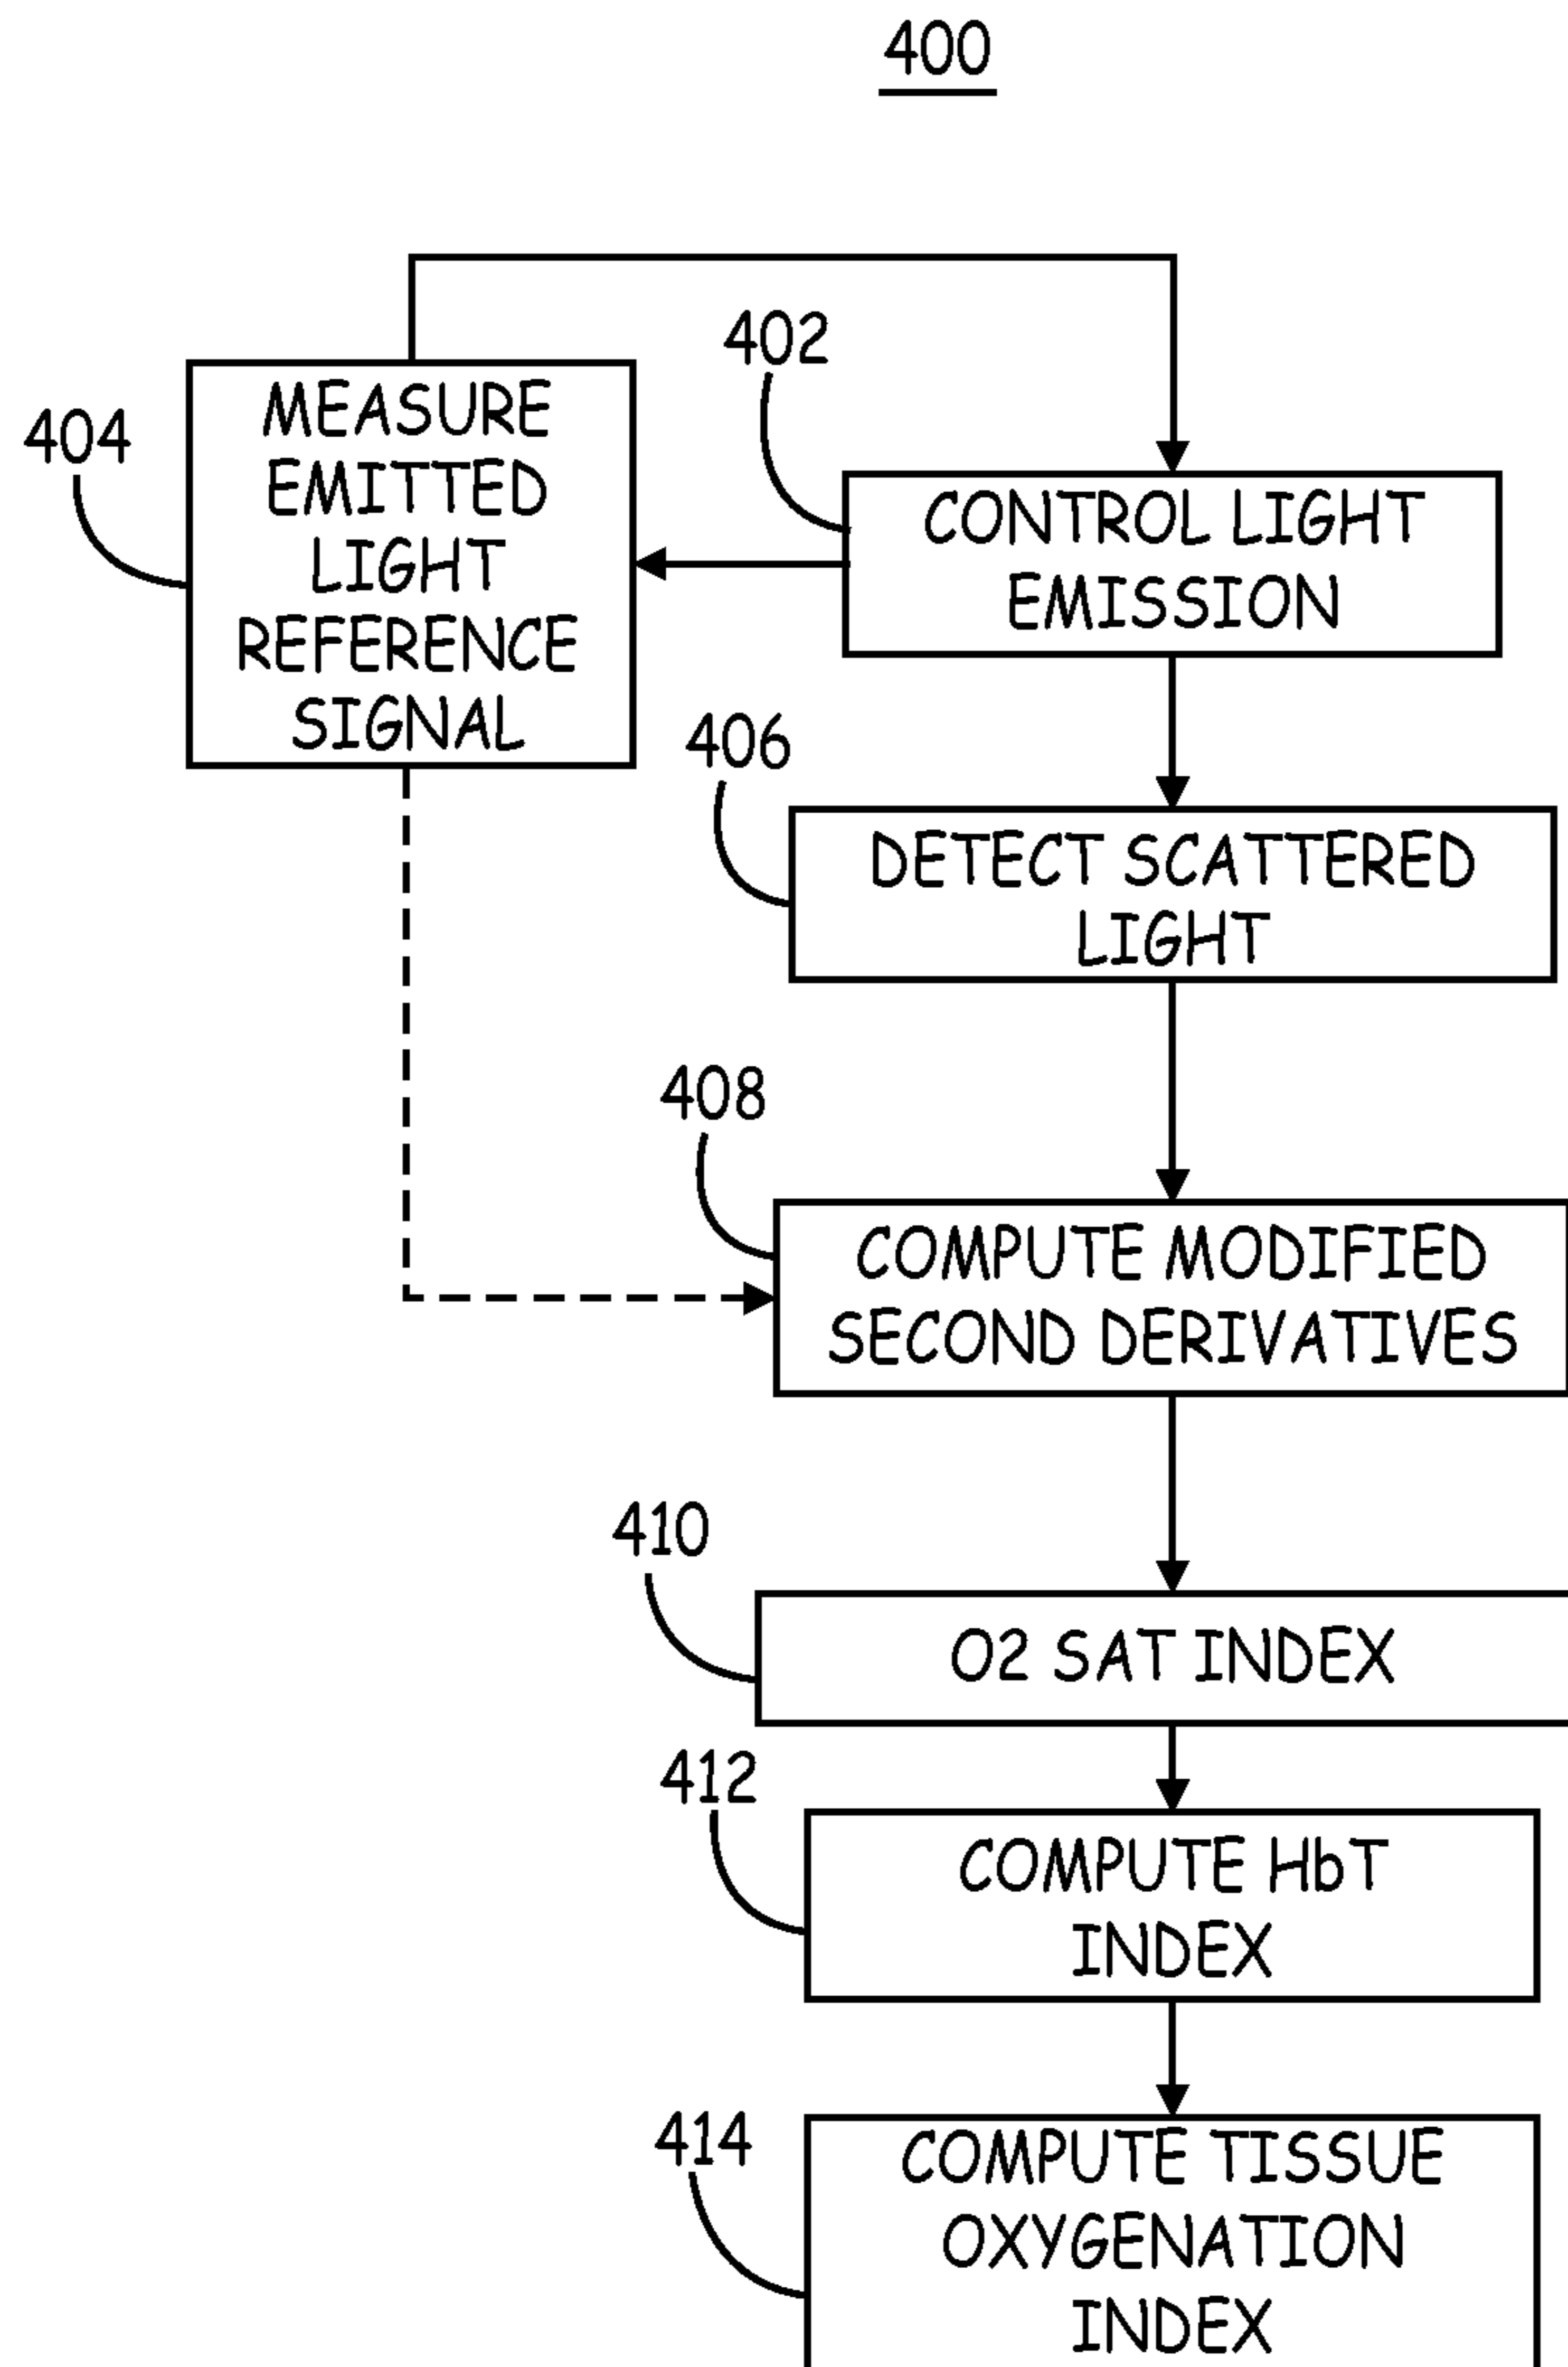 400
402
404
MEASURE
EMITTED
LIGHT
REFERENCE
SIGNAL
CONTROL LIGHT
EMISSION
406
DETECT SCATTERED
LIGHT
408
COMPUTE MODIFIED
SECOND DERIVATIVES
410
O2 SAT INDEX
412
COMPUTE HbT
INDEX
414
COMPUTE TISSUE
OXYGENATION
INDEX